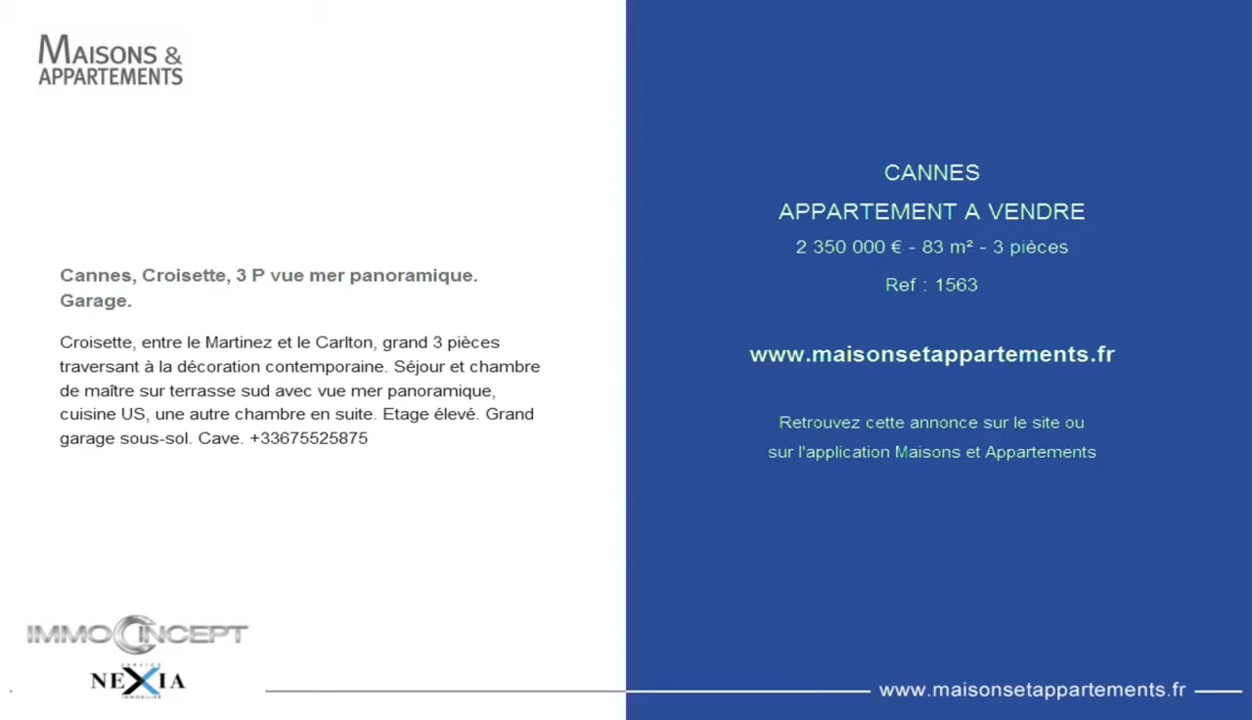 MAISONS &
APPARTEMENTS
Cannes, Croisette, 3 P vue mer panoramique.
Garage.
Croisette, entre le Martinez et le Carlton, grand 3 pièces
traversant à la décoration contemporaine. Séjour et chambre
de maître sur terrasse sud avec vue mer panoramique,
cuisine US, une autre chambre en suite. Etage élevé. Grand
garage sous-sol. Cave. +33675525875
IMMOCONCEPT
SERVICE
NEXIA
IMMOBILIER
CANNES
APPARTEMENT A VENDRE
2 350 000 € - 83 m² - 3 pièces
Ref : 1563
www.maisonsetappartements.fr
Retrouvez cette annonce sur le site ou
sur l'application Maisons et Appartements
www.maisonsetappartements.fr